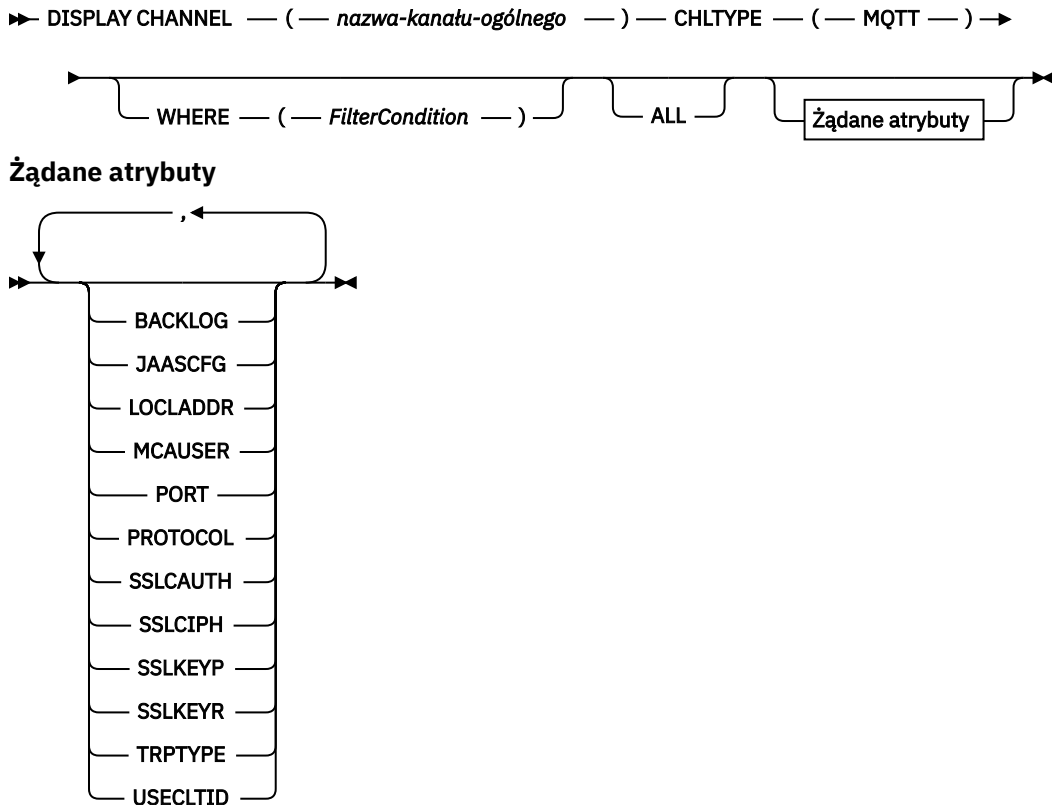 DISPLAY CHANNEL ( nazwa-kanału-ogólnego ) CHLTYPE ( MQTT )
WHERE ( FilterCondition ) ALL Żądane atrybuty
Żądane atrybuty
,
BACKLOG
JAASCFG
LOCLADDR
MCAUSER
PORT
PROTOCOL
SSLCAUTH
SSLCIPH
SSLKEYP
SSLKEYR
TRPTYPE
USECLTID